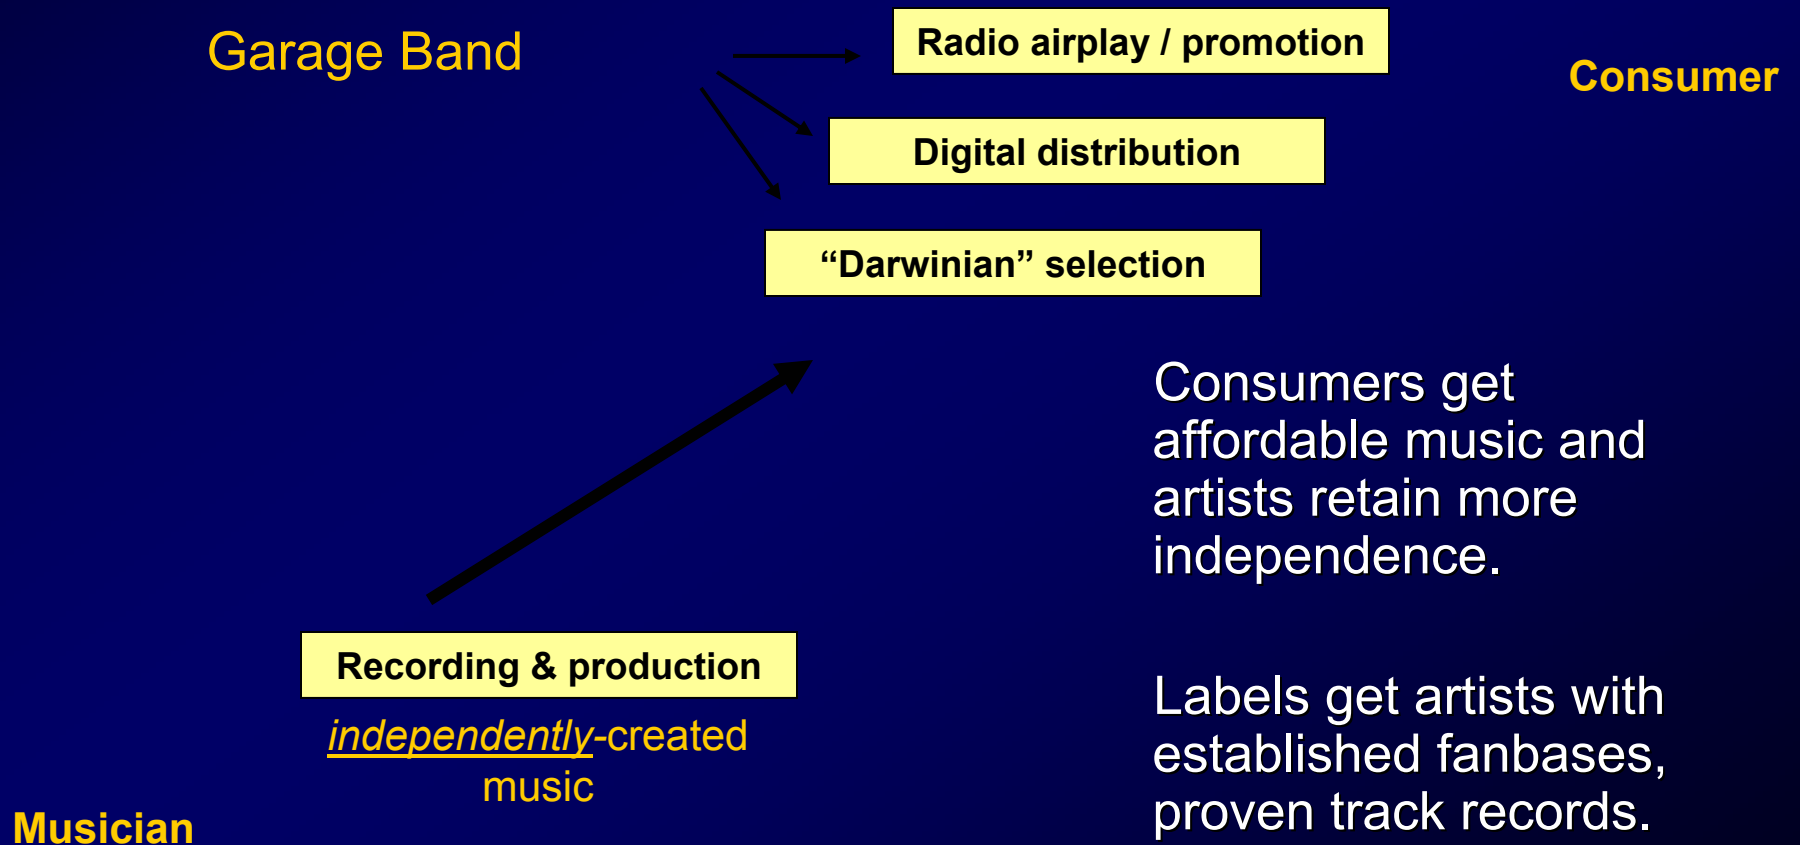 Garage Band
Radio airplay / promotion
Consumer
Digital distribution
“Darwinian” selection
Consumers get
affordable music and
artists retain more
independence.
Recording & production
independently-created
music
Labels get artists with
established fanbases,
proven track records.
Musician